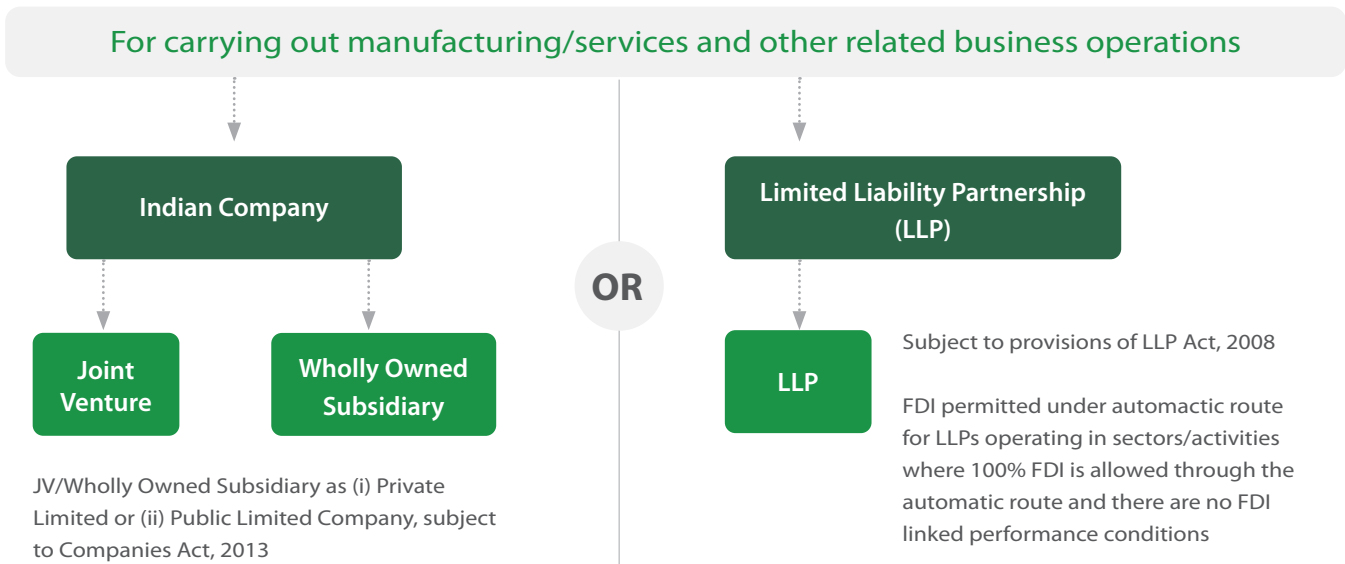 For carrying out manufacturing/services and other related business operations
Indian Company
Joint
Venture
Wholly Owned
Subsidiary
JV/Wholly Owned Subsidiary as (i) Private
Limited or (ii) Public Limited Company, subject
to Companies Act, 2013
OR
Limited Liability Partnership
(LLP)
LLP
Subject to provisions of LLP Act, 2008
FDI permitted under automactic route
for LLPs operating in sectors/activities
where 100% FDI is allowed through the
automatic route and there are no FDI
linked performance conditions